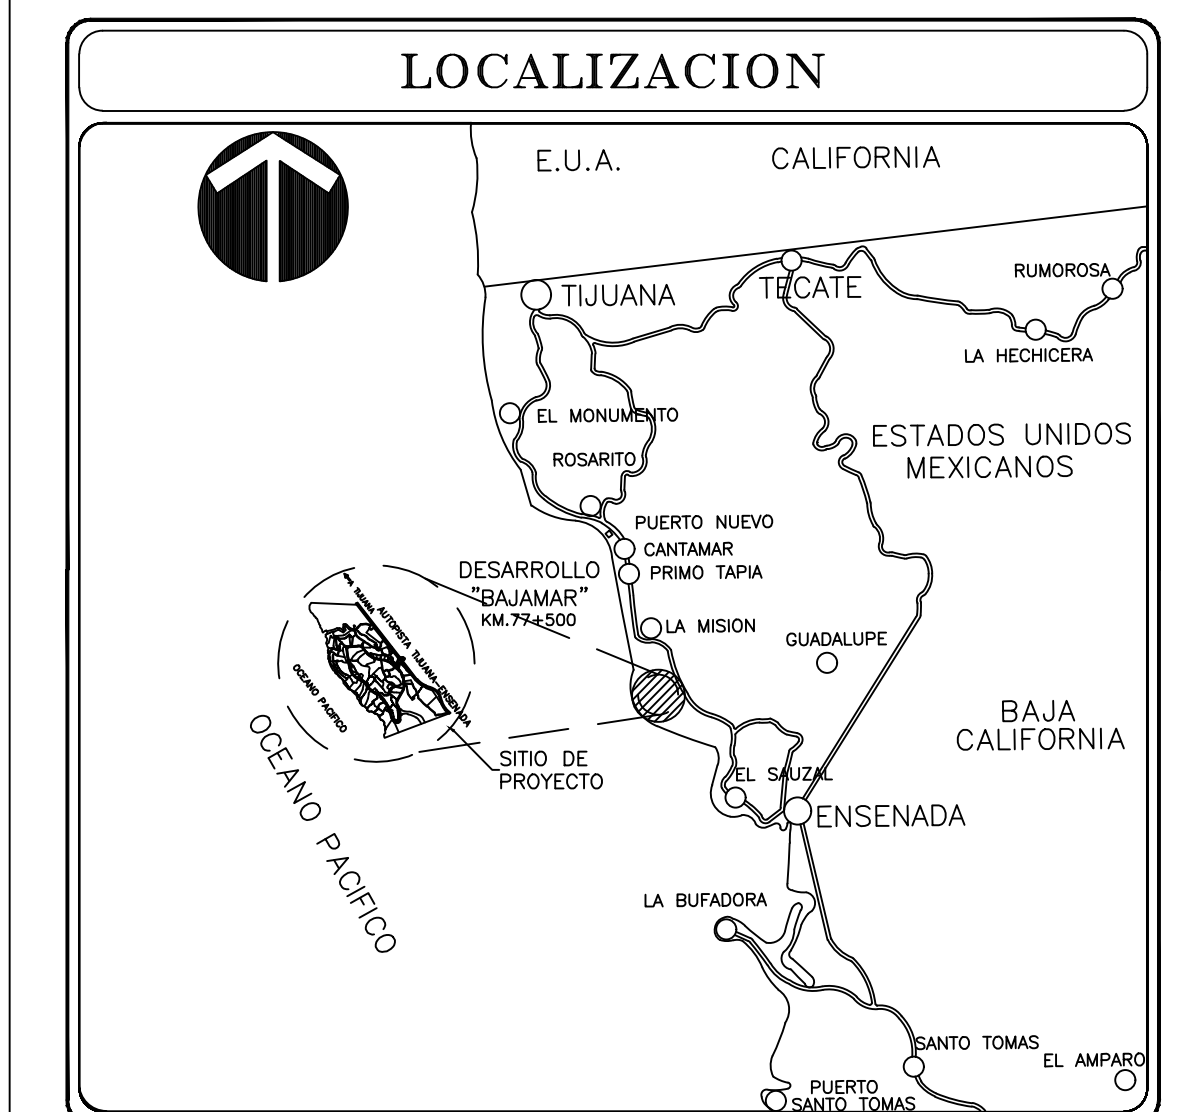 LOCALIZACION
E.U.A.
CALIFORNIA
RUMOROSA
TIJUANA
TECATE
LA HECHICERA
EL MONUMENTO
ESTADOS UNIDOS
MEXICANOS
ROSARITO
PUERTO NUEVO
CANTAMAR
PRIMO TAPIA
DESARROLLO
"BAJAMAR"
KM.77+500
A TIJUANA
AUTOPISTA TIJUANA-ENSENADA
LA MISION
GUADALUPE
OCEANO PACIFICO
BAJA
CALIFORNIA
OCEANO PACIFICO
SITIO DE
PROYECTO
EL SAUZAL
ENSENADA
LA BUFADORA
SANTO TOMAS
EL AMPARO
PUERTO
SANTO TOMAS